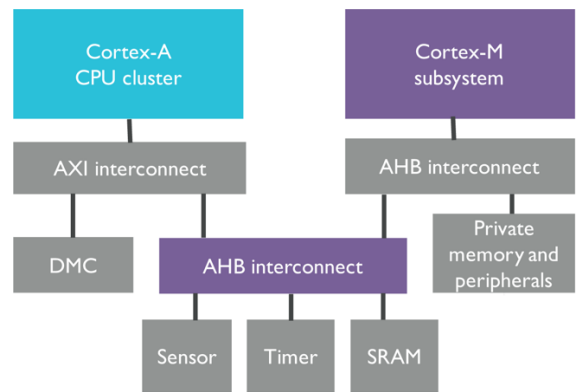 Cortex-A
CPU cluster
Cortex-M
subsystem
AXI interconnect
AHB interconnect
DMC
AHB interconnect
Private
memory and
peripherals
Sensor
Timer
SRAM